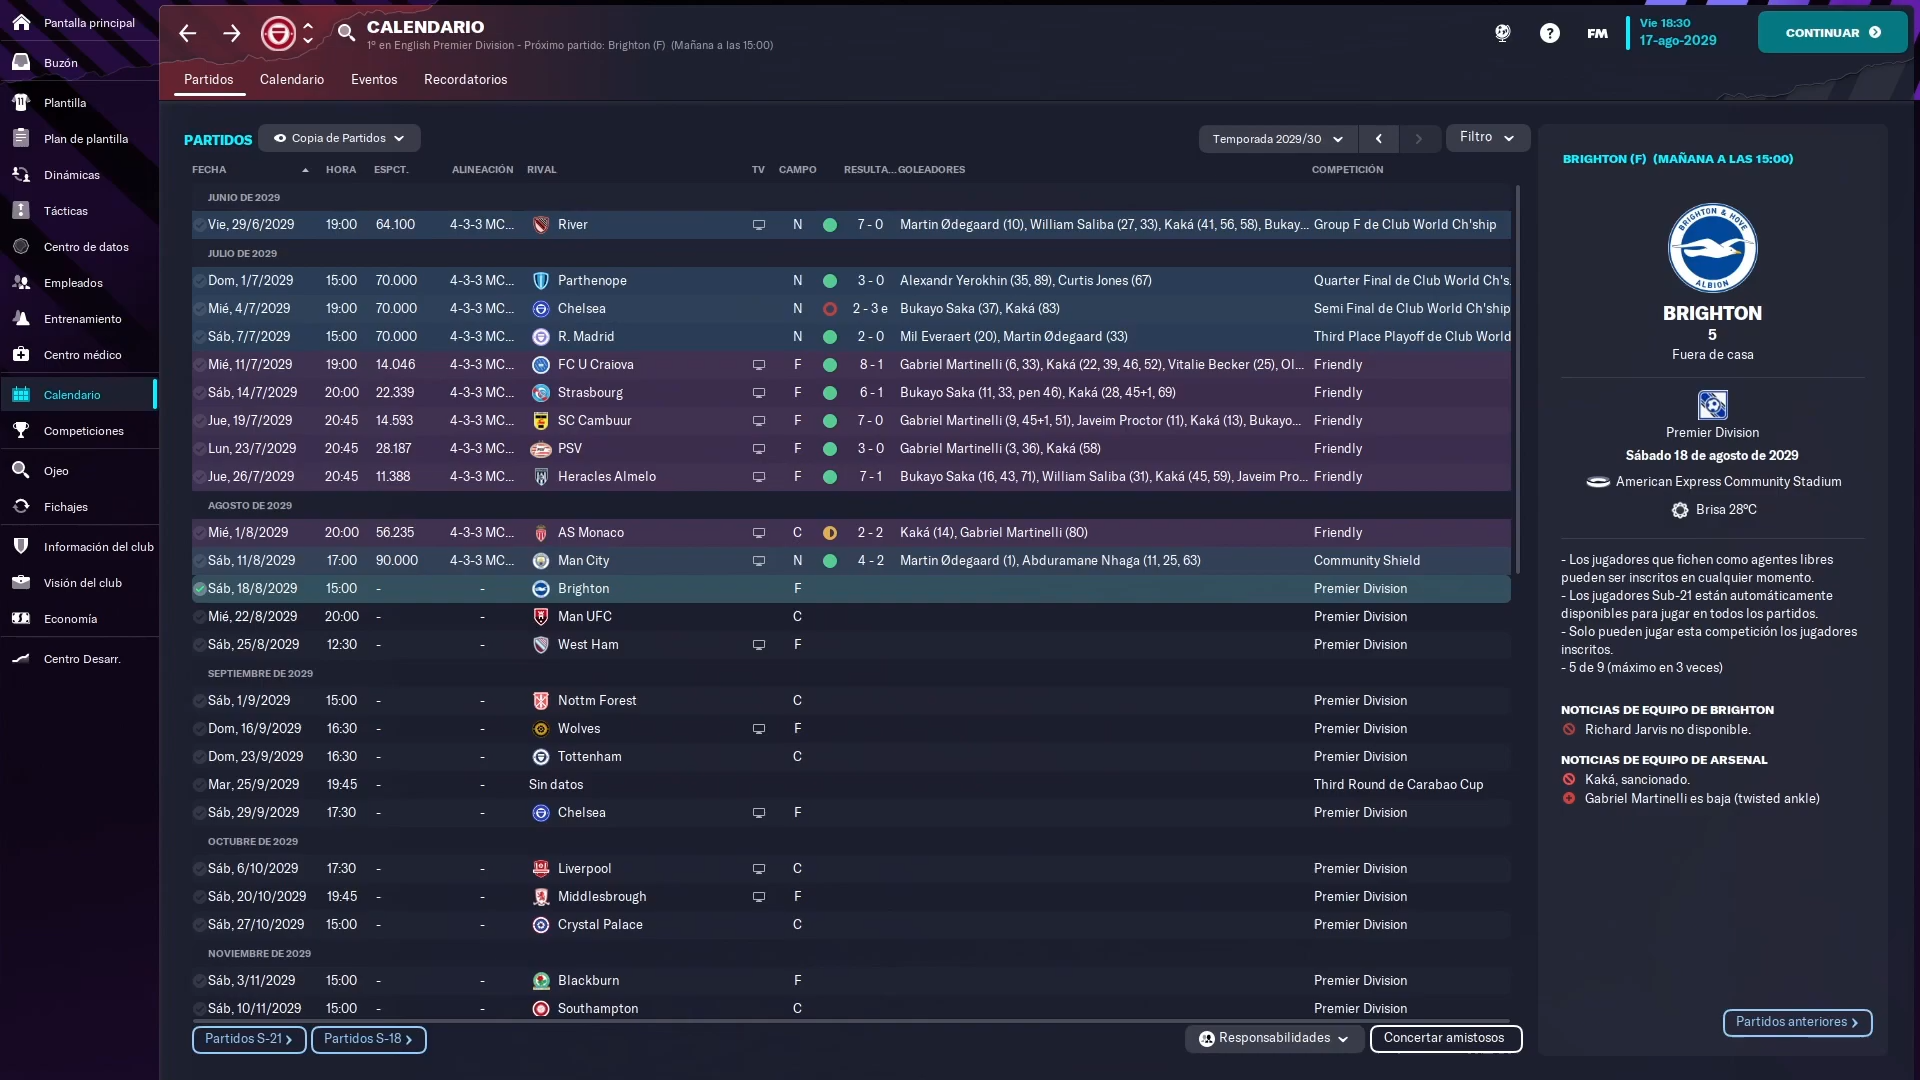 Pantalla principal
Buzón
Plantilla
Plan de plantilla
Dinámicas
Tácticas
Centro de datos
Empleados
Entrenamiento
Centro médico
Calendario
Competiciones
Ojeo
Fichajes
Información del club
Visión del club
Economía
Centro Desarr.
CALENDARIO
1º en English Premier Division - Próximo partido: Brighton (F) (Mañana a las 15:00)
FM
Vie 18:30
17-ago-2029
CONTINUAR
Partidos Calendario Eventos Recordatorios
PARTIDOS Copia de Partidos Temporada 2029/30 Filtro
FECHA HORA ESPCT. ALINEACIÓN RIVAL TV CAMPO RESULTA... GOLEADORES COMPETICIÓN
JUNIO DE 2029
Vie, 29/6/2029 19:00 64.100 4-3-3 MC... River N 7 - 0 Martin Ødegaard (10), William Saliba (27, 33), Kaká (41, 56, 58), Bukay... Group F de Club World Ch'ship
JULIO DE 2029
Dom, 1/7/2029 15:00 70.000 4-3-3 MC... Parthenope N 3 - 0 Alexandr Yerokhin (35, 89), Curtis Jones (67) Quarter Final de Club World Ch's
Mié, 4/7/2029 19:00 70.000 4-3-3 MC... Chelsea N 2 - 3 e Bukayo Saka (37), Kaká (83) Semi Final de Club World Ch'ship
Sáb, 7/7/2029 15:00 70.000 4-3-3 MC... R. Madrid N 2 - 0 Mil Everaert (20), Martin Ødegaard (33) Third Place Playoff de Club World
Mié, 11/7/2029 19:00 14.046 4-3-3 MC... FC U Craiova F 8 - 1 Gabriel Martinelli (6, 33), Kaká (22, 39, 46, 52), Vitalie Becker (25), Ol... Friendly
Sáb, 14/7/2029 20:00 22.339 4-3-3 MC... Strasbourg F 6 - 1 Bukayo Saka (11, 33, pen 46), Kaká (28, 45+1, 69) Friendly
Jue, 19/7/2029 20:45 14.593 4-3-3 MC... SC Cambuur F 7 - 0 Gabriel Martinelli (9, 45+1, 51), Javeim Proctor (11), Kaká (13), Bukayo... Friendly
Lun, 23/7/2029 20:45 28.187 4-3-3 MC... PSV F 3 - 0 Gabriel Martinelli (3, 36), Kaká (58) Friendly
Jue, 26/7/2029 20:45 11.388 4-3-3 MC... Heracles Almelo F 7 - 1 Bukayo Saka (16, 43, 71), William Saliba (31), Kaká (45, 59), Javeim Pro... Friendly
AGOSTO DE 2029
Mié, 1/8/2029 20:00 56.235 4-3-3 MC... AS Monaco C 2 - 2 Kaká (14), Gabriel Martinelli (80) Friendly
Sáb, 11/8/2029 17:00 90.000 4-3-3 MC... Man City N 4 - 2 Martin Ødegaard (1), Abduramane Nhaga (11, 25, 63) Community Shield
Sáb, 18/8/2029 15:00 - - Brighton F Premier Division
Mié, 22/8/2029 20:00 - - Man UFC C Premier Division
Sáb, 25/8/2029 12:30 - - West Ham F Premier Division
SEPTIEMBRE DE 2029
Sáb, 1/9/2029 15:00 - - Nottm Forest C Premier Division
Dom, 16/9/2029 16:30 - - Wolves F Premier Division
Dom, 23/9/2029 16:30 - - Tottenham C Premier Division
Mar, 25/9/2029 19:45 - - Sin datos Third Round de Carabao Cup
Sáb, 29/9/2029 17:30 - - Chelsea F Premier Division
OCTUBRE DE 2029
Sáb, 6/10/2029 17:30 - - Liverpool C Premier Division
Sáb, 20/10/2029 19:45 - - Middlesbrough F Premier Division
Sáb, 27/10/2029 15:00 - - Crystal Palace C Premier Division
NOVIEMBRE DE 2029
Sáb, 3/11/2029 15:00 - - Blackburn F Premier Division
Sáb, 10/11/2029 15:00 - - Southampton C Premier Division
Partidos S-21 Partidos S-18 Responsabilidades Concertar amistosos
BRIGHTON (F) (MAÑANA A LAS 15:00)
BRIGHTON & HOVE
ALBION
BRIGHTON
5
Fuera de casa
Premier Division
Sábado 18 de agosto de 2029
American Express Community Stadium
Brisa 28ºC
- Los jugadores que fichen como agentes libres
pueden ser inscritos en cualquier momento.
- Los jugadores Sub-21 están automáticamente
disponibles para jugar en todos los partidos.
- Solo pueden jugar esta competición los jugadores
inscritos.
- 5 de 9 (máximo en 3 veces)
NOTICIAS DE EQUIPO DE BRIGHTON
Richard Jarvis no disponible.
NOTICIAS DE EQUIPO DE ARSENAL
Kaká, sancionado.
Gabriel Martinelli es baja (twisted ankle)
Partidos anteriores